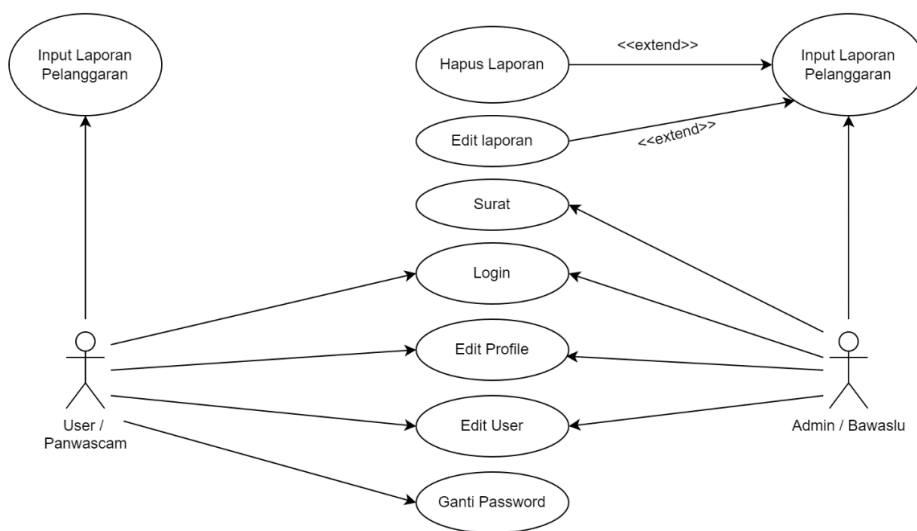 Input Laporan
Pelanggaran
Hapus Laporan
<<extend>>
Input Laporan
Pelanggaran
Edit laporan
<<extend>>
Surat
Login
Edit Profile
Edit User
Ganti Password
User /
Panwascam
Admin / Bawaslu